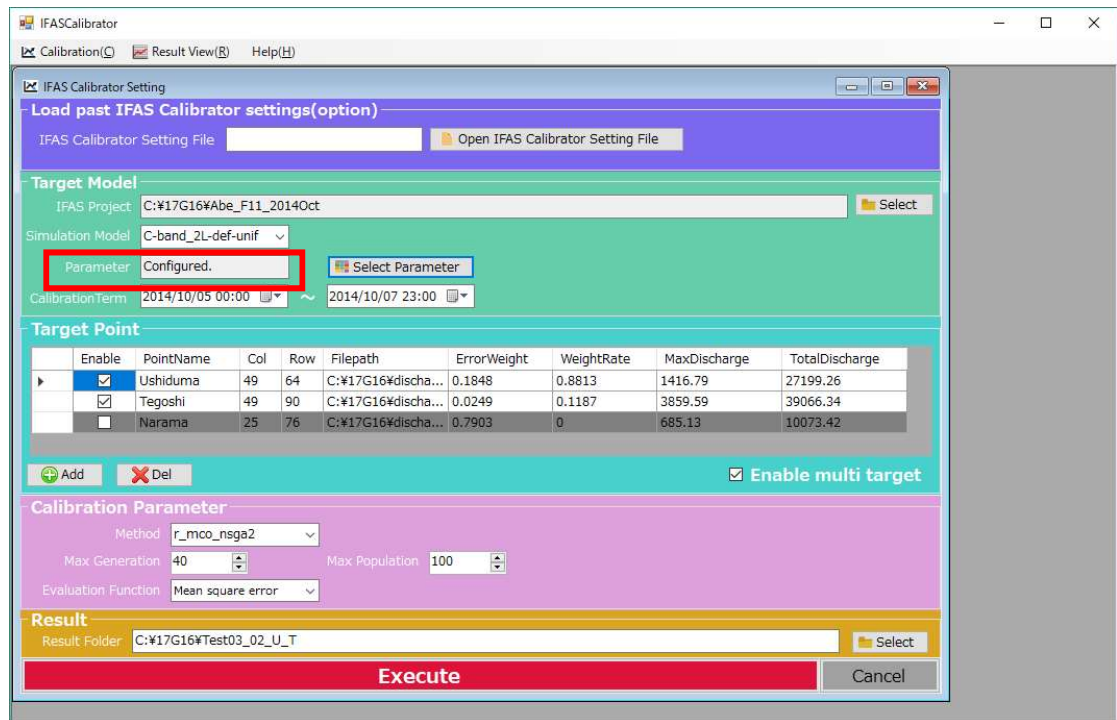 IFASCalibrator
Calibration(C) Result View(R) Help(H)
IFAS Calibrator Setting
Load past IFAS Calibrator settings(option)
IFAS Calibrator Setting File Open IFAS Calibrator Setting File
Target Model
IFAS Project C:¥17G16¥Abe_F11_2014Oct Select
Simulation Model C-band_2L-def-unif
Parameter Configured. Select Parameter
CalibrationTerm 2014/10/05 00:00 ～ 2014/10/07 23:00
Target Point
Enable PointName Col Row Filepath ErrorWeight WeightRate MaxDischarge TotalDischarge
Ushiduma 49 64 C:¥17G16¥discha... 0.1848 0.8813 1416.79 27199.26
Tegoshi 49 90 C:¥17G16¥discha... 0.0249 0.1187 3859.59 39066.34
Narama 25 76 C:¥17G16¥discha... 0.7903 0 685.13 10073.42
Add Del Enable multi target
Calibration Parameter
Method r_mco_nsga2
Max Generation 40 Max Population 100
Evaluation Function Mean square error
Result
Result Folder C:¥17G16¥Test03_02_U_T Select
Execute Cancel